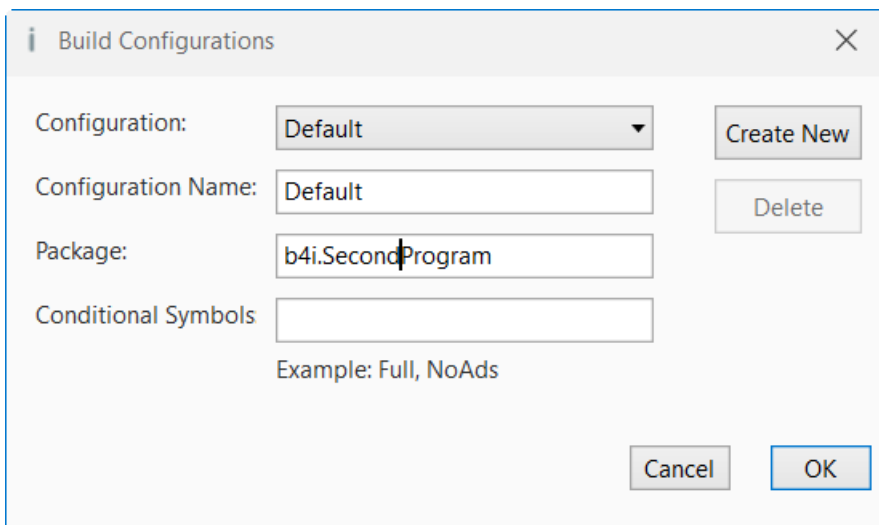 Build Configurations
Configuration: Default Create New
Configuration Name: Default Delete
Package: b4i.SecondProgram
Conditional Symbols
Example: Full, NoAds
Cancel OK